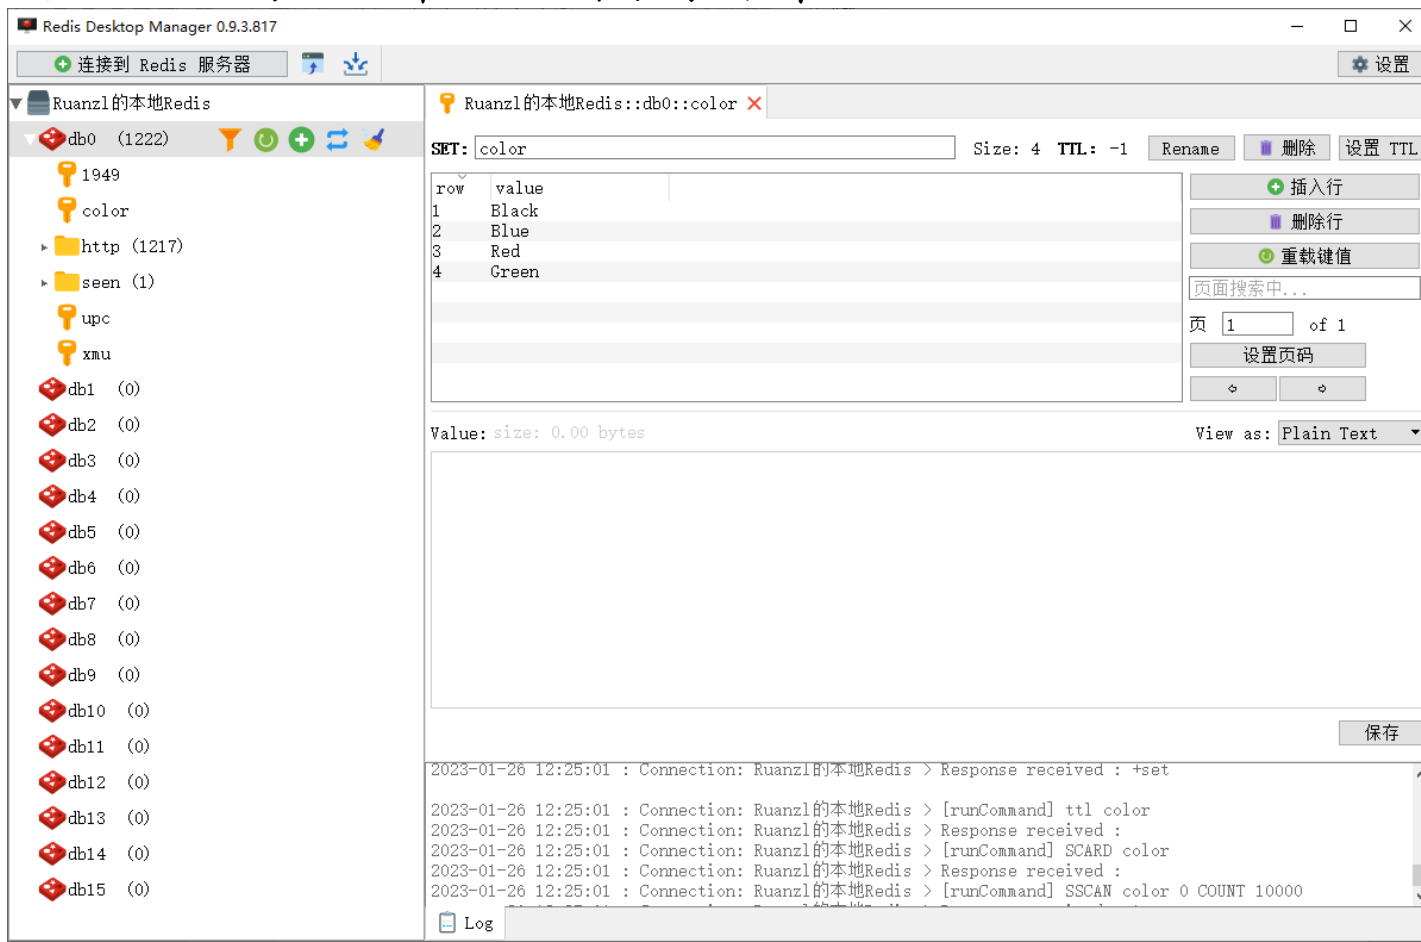 Redis Desktop Manager 0.9.3.817
连接到 Redis 服务器
设置
Ruanzl的本地Redis
db0 (1222)
1949
color
http (1217)
seen (1)
upc
xmu
db1 (0)
db2 (0)
db3 (0)
db4 (0)
db5 (0)
db6 (0)
db7 (0)
db8 (0)
db9 (0)
db10 (0)
db11 (0)
db12 (0)
db13 (0)
db14 (0)
db15 (0)
Ruanzl的本地Redis::db0::color
SET: color Size: 4 TTL: -1 Rename 删除 设置 TTL
row value
1 Black
2 Blue
3 Red
4 Green
插入行
删除行
重载键值
页面搜索中...
页 1 of 1
设置页码
Value: size: 0.00 bytes View as: Plain Text
保存
2023-01-26 12:25:01 : Connection: Ruanzl的本地Redis > Response received : +set
2023-01-26 12:25:01 : Connection: Ruanzl的本地Redis > [runCommand] ttl color
2023-01-26 12:25:01 : Connection: Ruanzl的本地Redis > Response received :
2023-01-26 12:25:01 : Connection: Ruanzl的本地Redis > [runCommand] SCARD color
2023-01-26 12:25:01 : Connection: Ruanzl的本地Redis > Response received :
2023-01-26 12:25:01 : Connection: Ruanzl的本地Redis > [runCommand] SSCAN color 0 COUNT 10000
Log